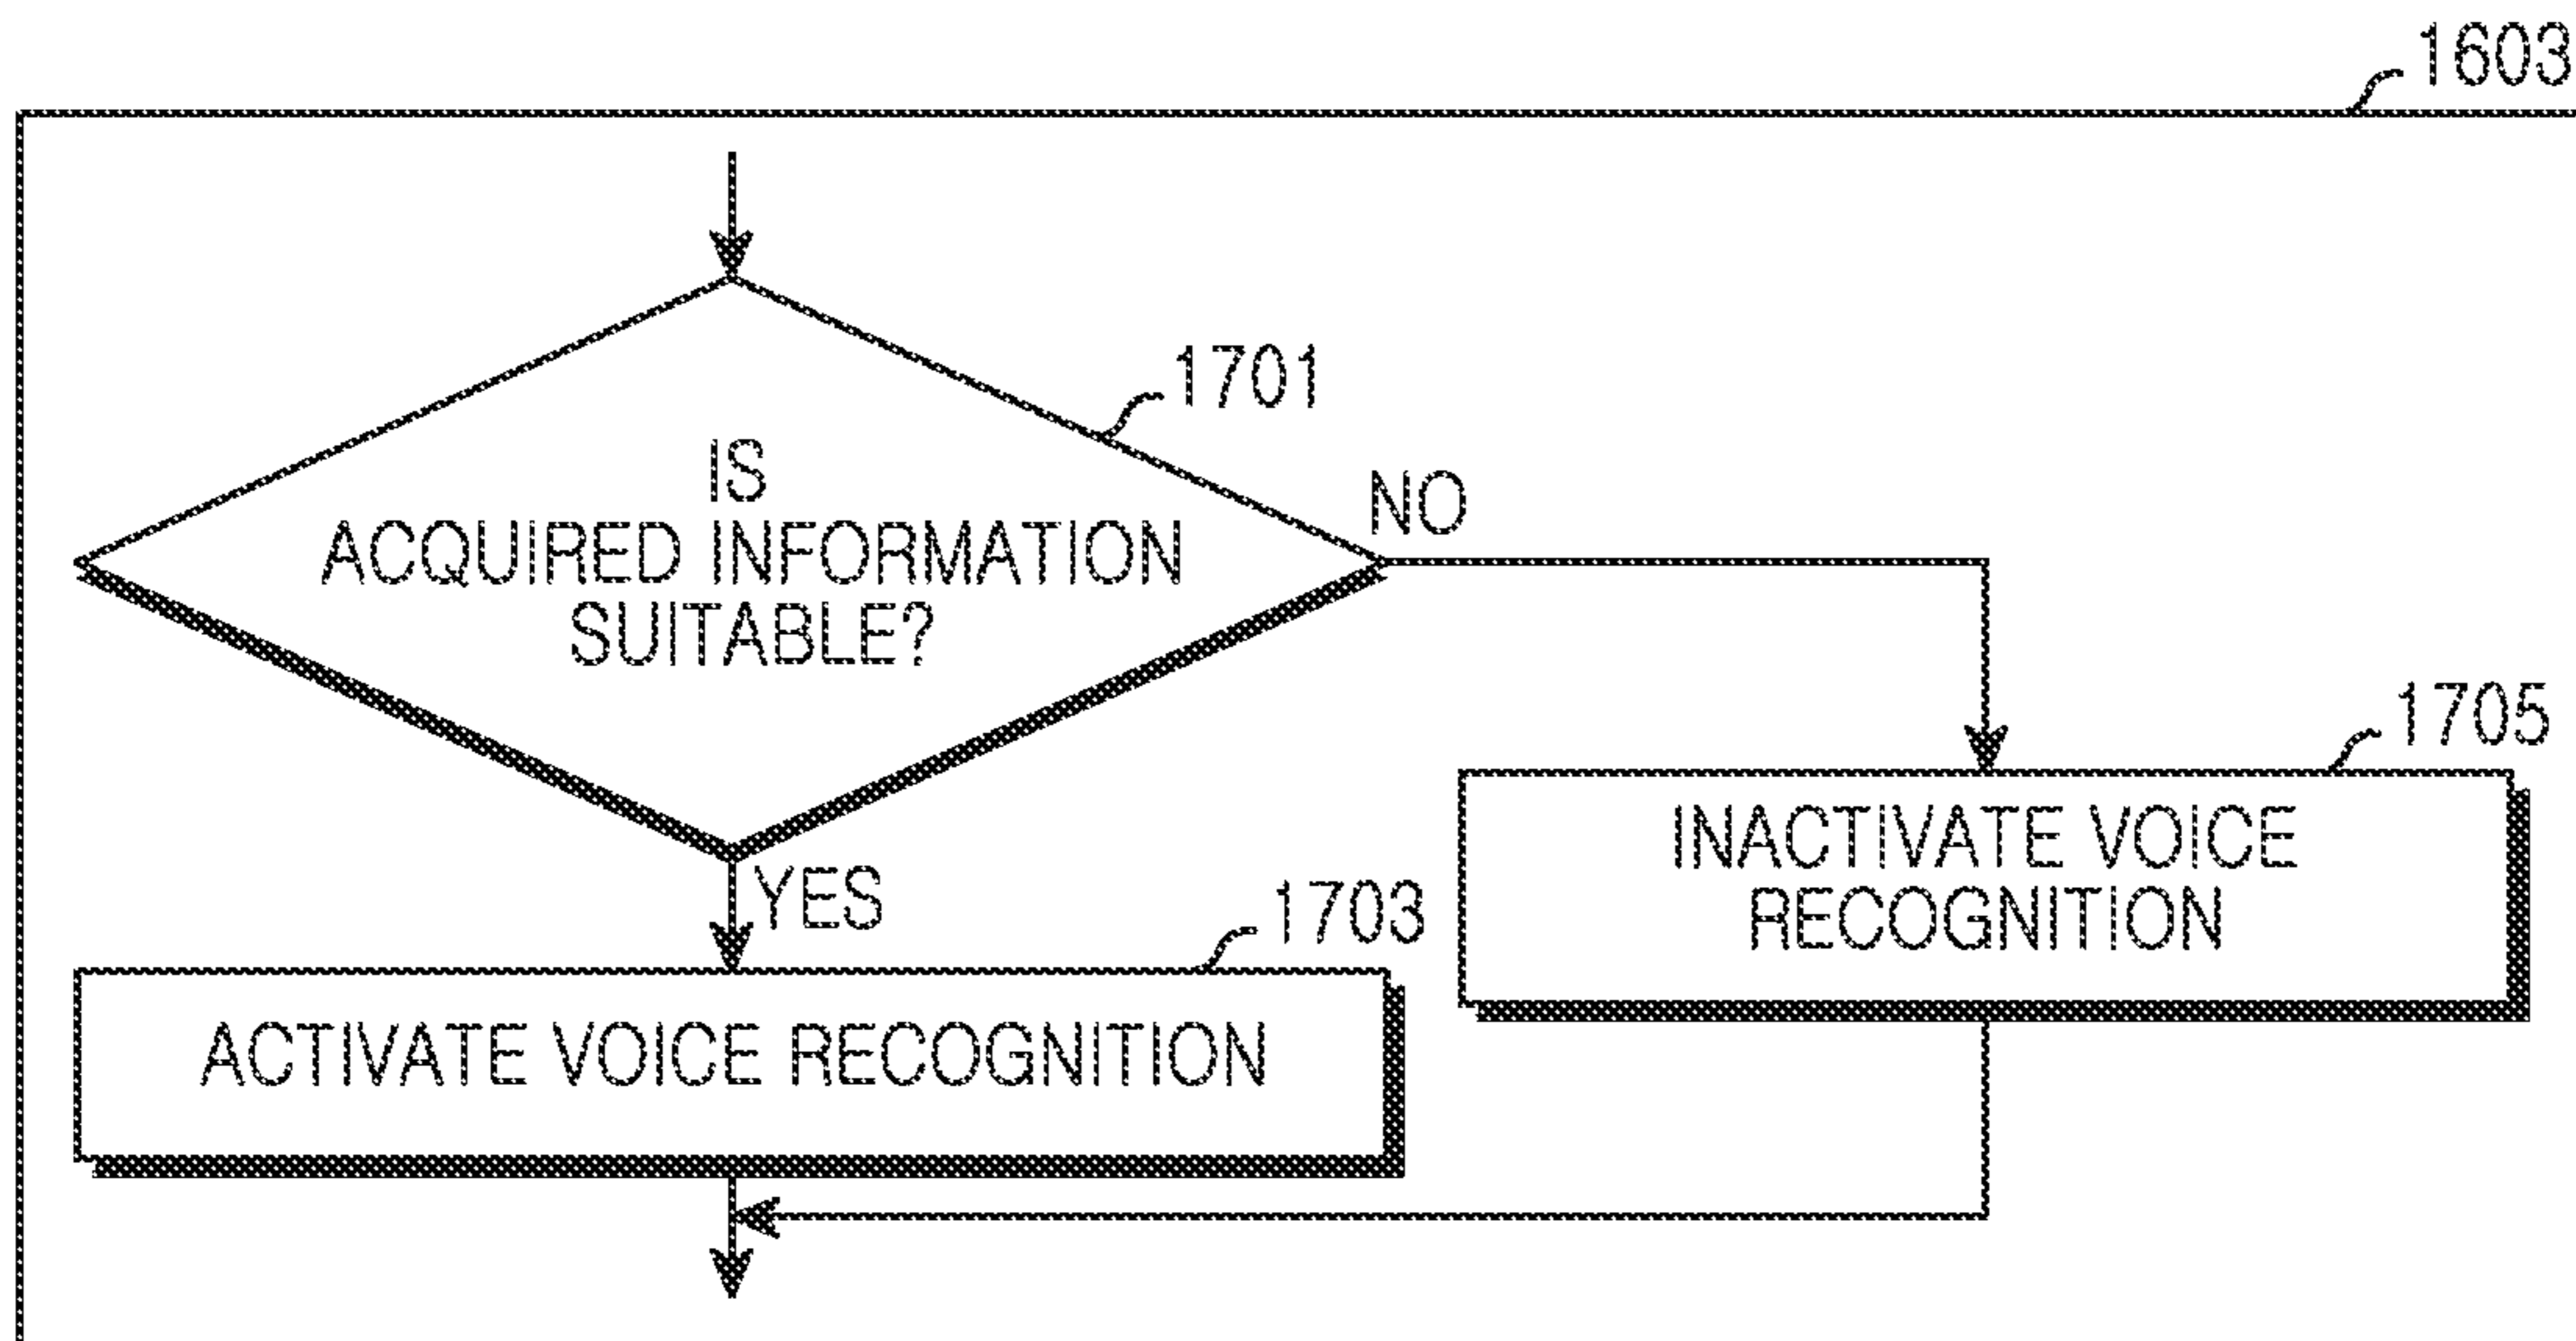 1603
1701
IS
ACQUIRED INFORMATION
SUITABLE?
NO
YES
1705
INACTIVATE VOICE
RECOGNITION
1703
ACTIVATE VOICE RECOGNITION